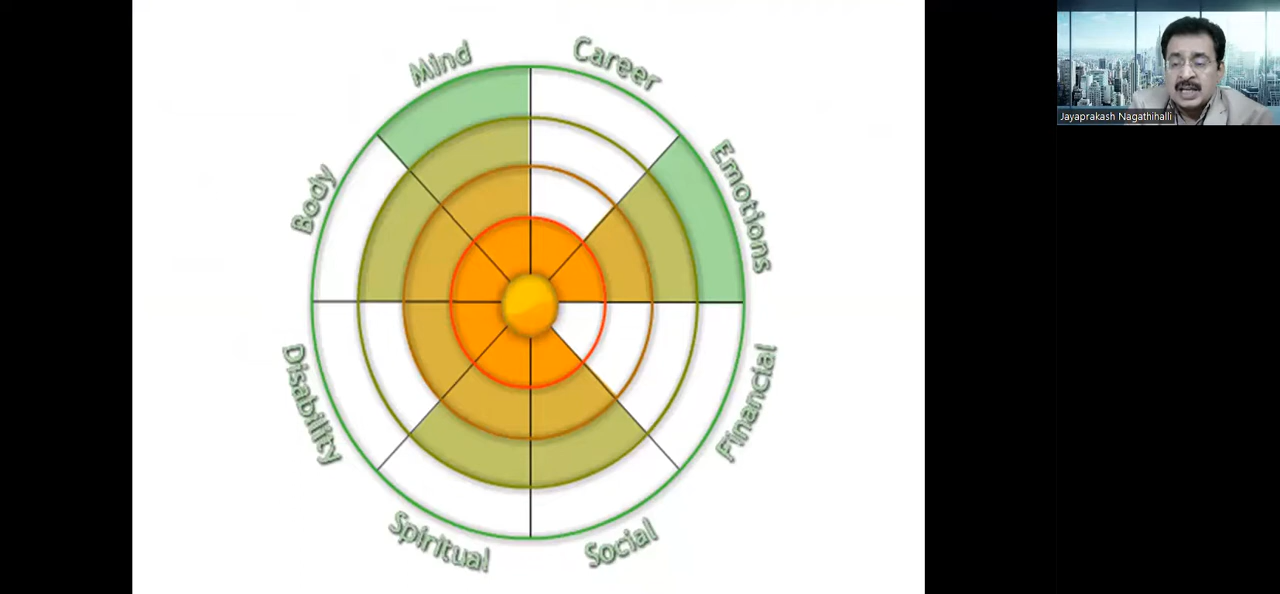 Mind
Career
Body
Emotions
Disability
Financial
Spiritual
Social
Jayaprakash Nagathihalli